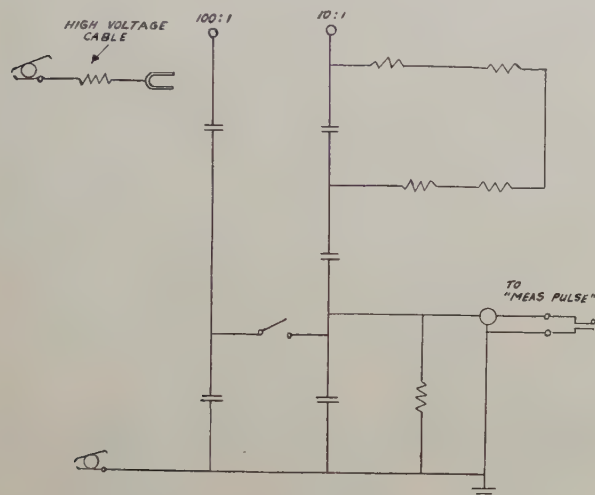 HIGH VOLTAGE
CABLE
100:1
10:1
TO
"MEAS PULSE"